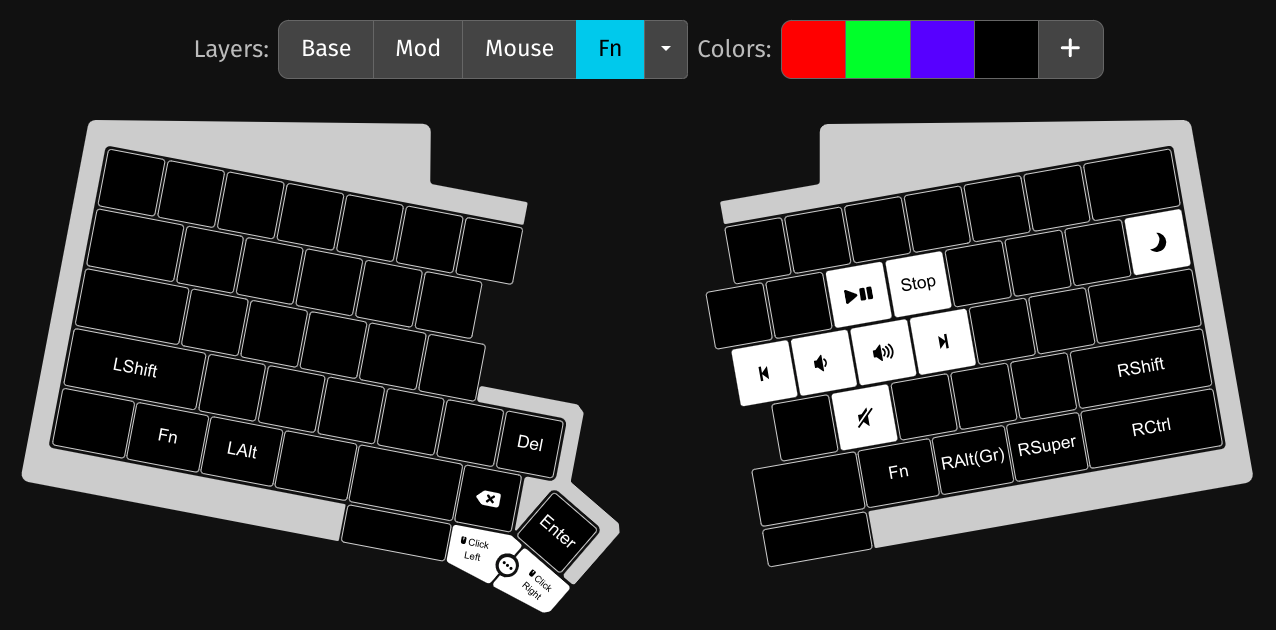 Layers: Base Mod Mouse Fn Colors: +
Stop
LShift
RShift
Fn
LAlt
Del
Fn
RAlt(Gr)
RSuper
RCtrl
Enter
Click
Left
Click
Right